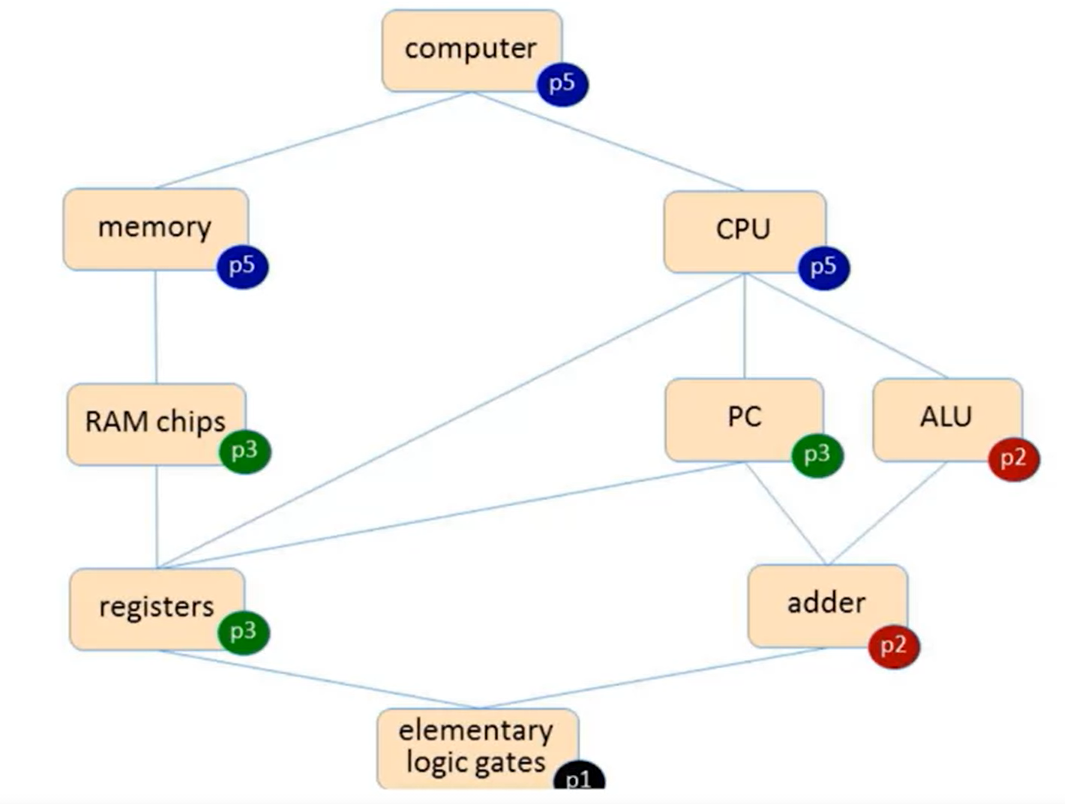 computer
p5
memory
p5
CPU
p5
RAM chips
p3
PC
p3
ALU
p2
registers
p3
adder
p2
elementary
logic gates
p1